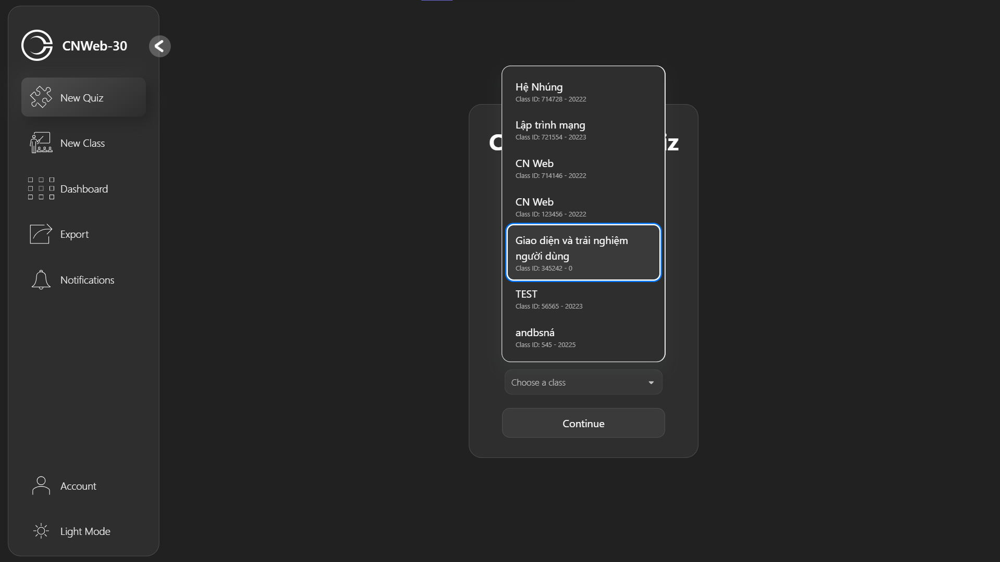 CNWeb-30
New Quiz
New Class
Dashboard
Export
Notifications
Account
Light Mode
Hệ Nhúng
Class ID: 714728 - 20222
Lập trình mạng
Class ID: 721554 - 20223
CN Web
Class ID: 714146 - 20222
CN Web
Class ID: 123456 - 20222
Giao diện và trải nghiệm
người dùng
Class ID: 345242 - 0
TEST
Class ID: 56565 - 20223
andbsná
Class ID: 545 - 20225
Choose a class
Continue